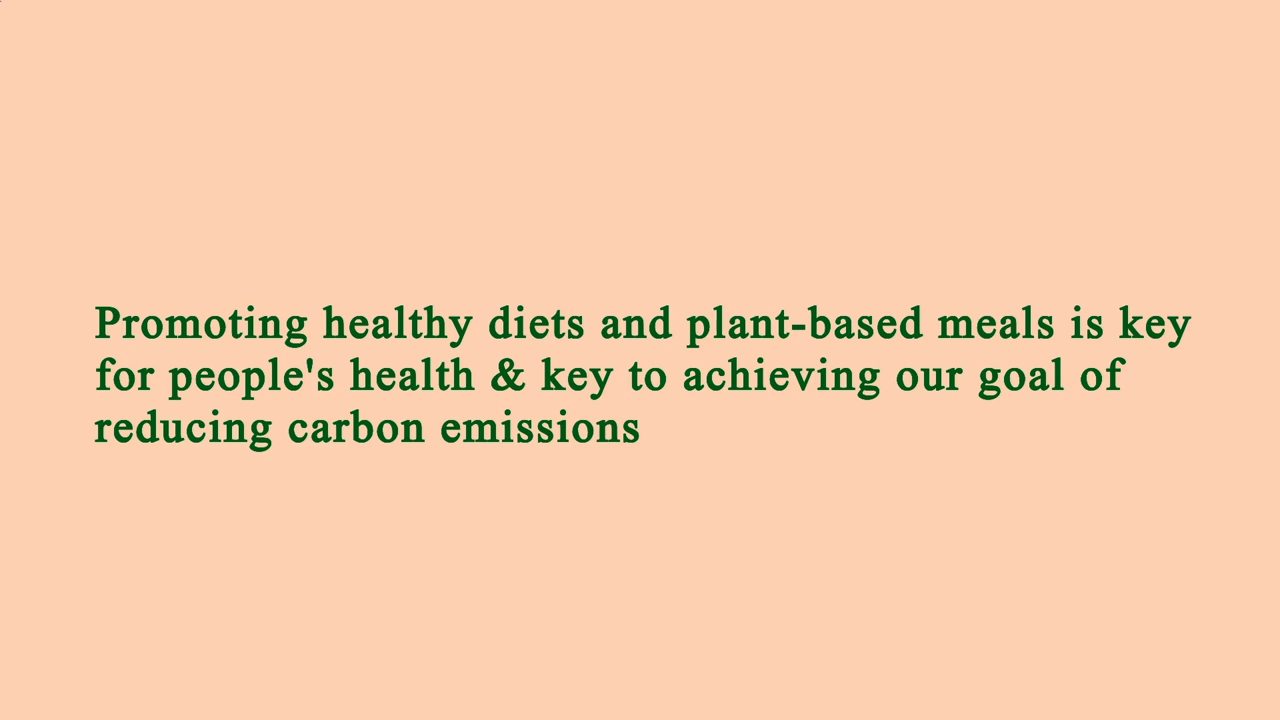 Promoting healthy diets and plant-based meals is key
for people's health & key to achieving our goal of
reducing carbon emissions